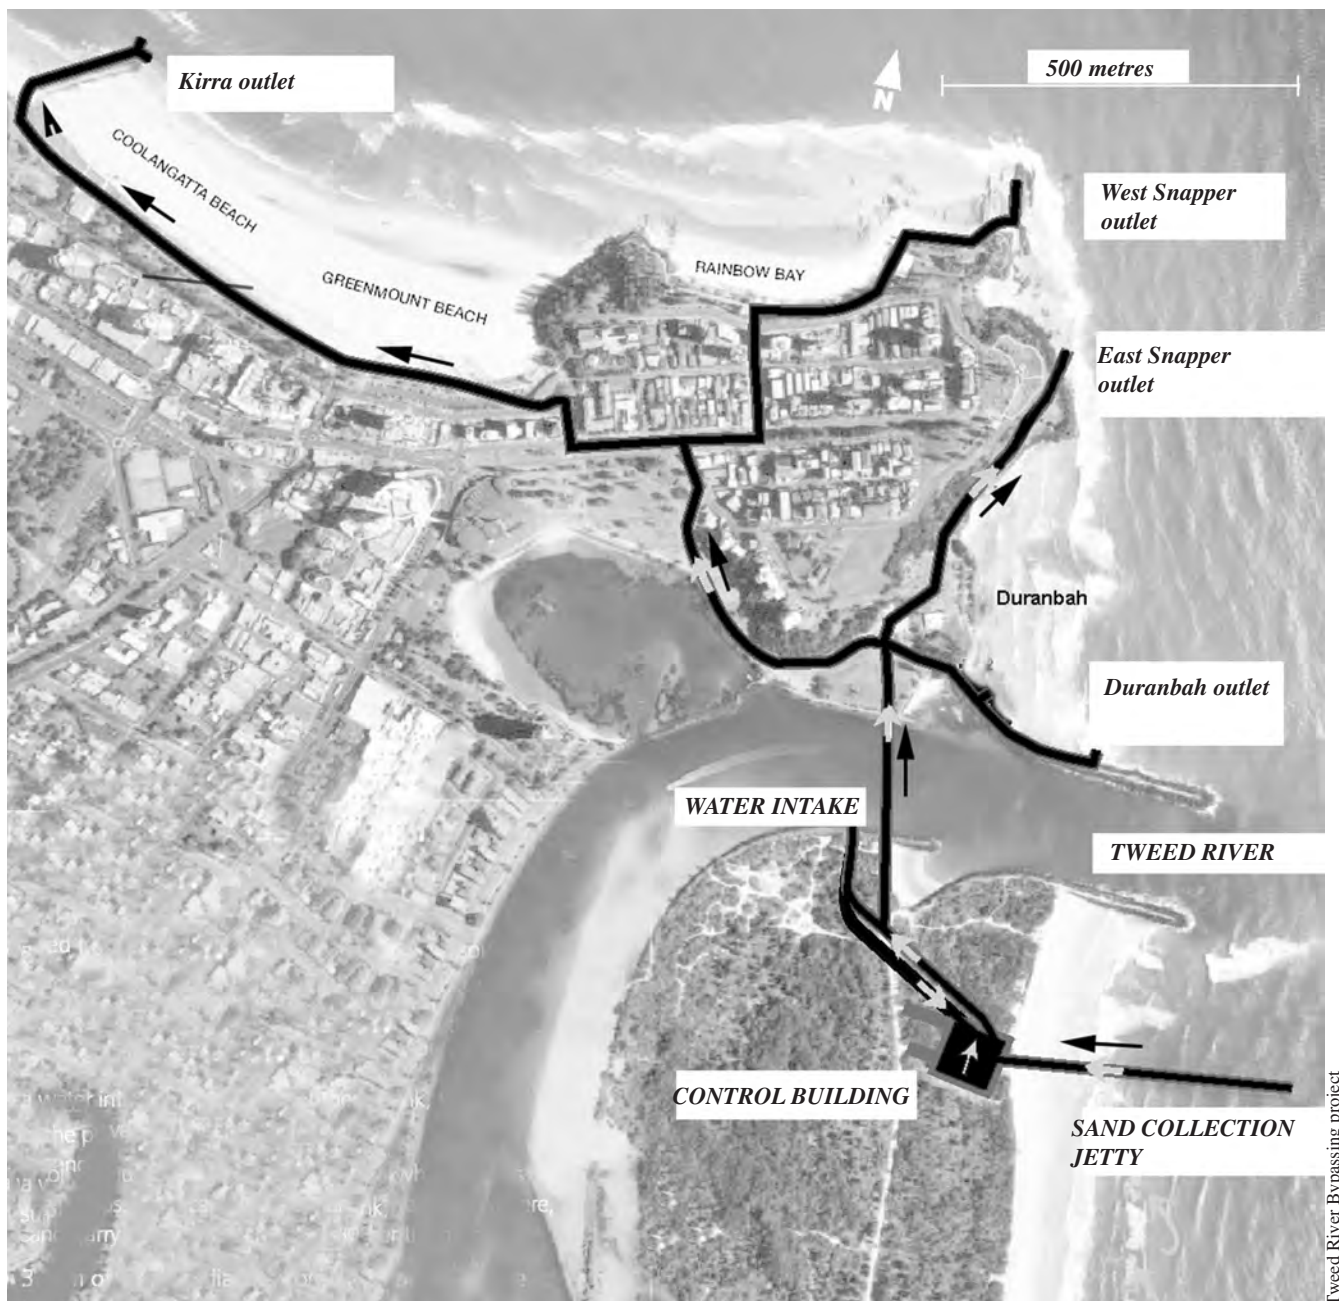 Kirra outlet
N
500 metres
COOLANGATTA BEACH
West Snapper
outlet
RAINBOW BAY
GREENMOUNT BEACH
East Snapper
outlet
Duranbah
Duranbah outlet
WATER INTAKE
TWEED RIVER
CONTROL BUILDING
SAND COLLECTION
JETTY
Tweed River Bypassing project